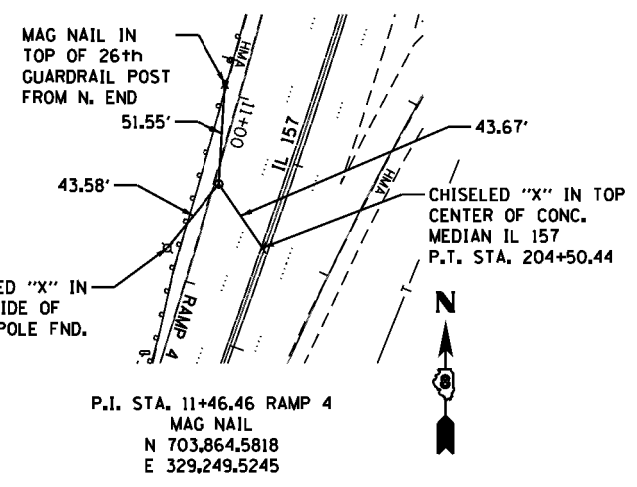 MAG NAIL IN
TOP OF 26th
GUARDRAIL POST
FROM N. END
51.55'
43.58'
HMA
11+00
IL 157
43.67'
HMA
CHISELED "X" IN TOP
CENTER OF CONC.
MEDIAN IL 157
P.T. STA. 204+50.44
ED "X" IN
IDE OF
POLE FND.
RAMP 4
N
8
P.I. STA. 11+46.46 RAMP 4
MAG NAIL
N 703,864.5818
E 329,249.5245